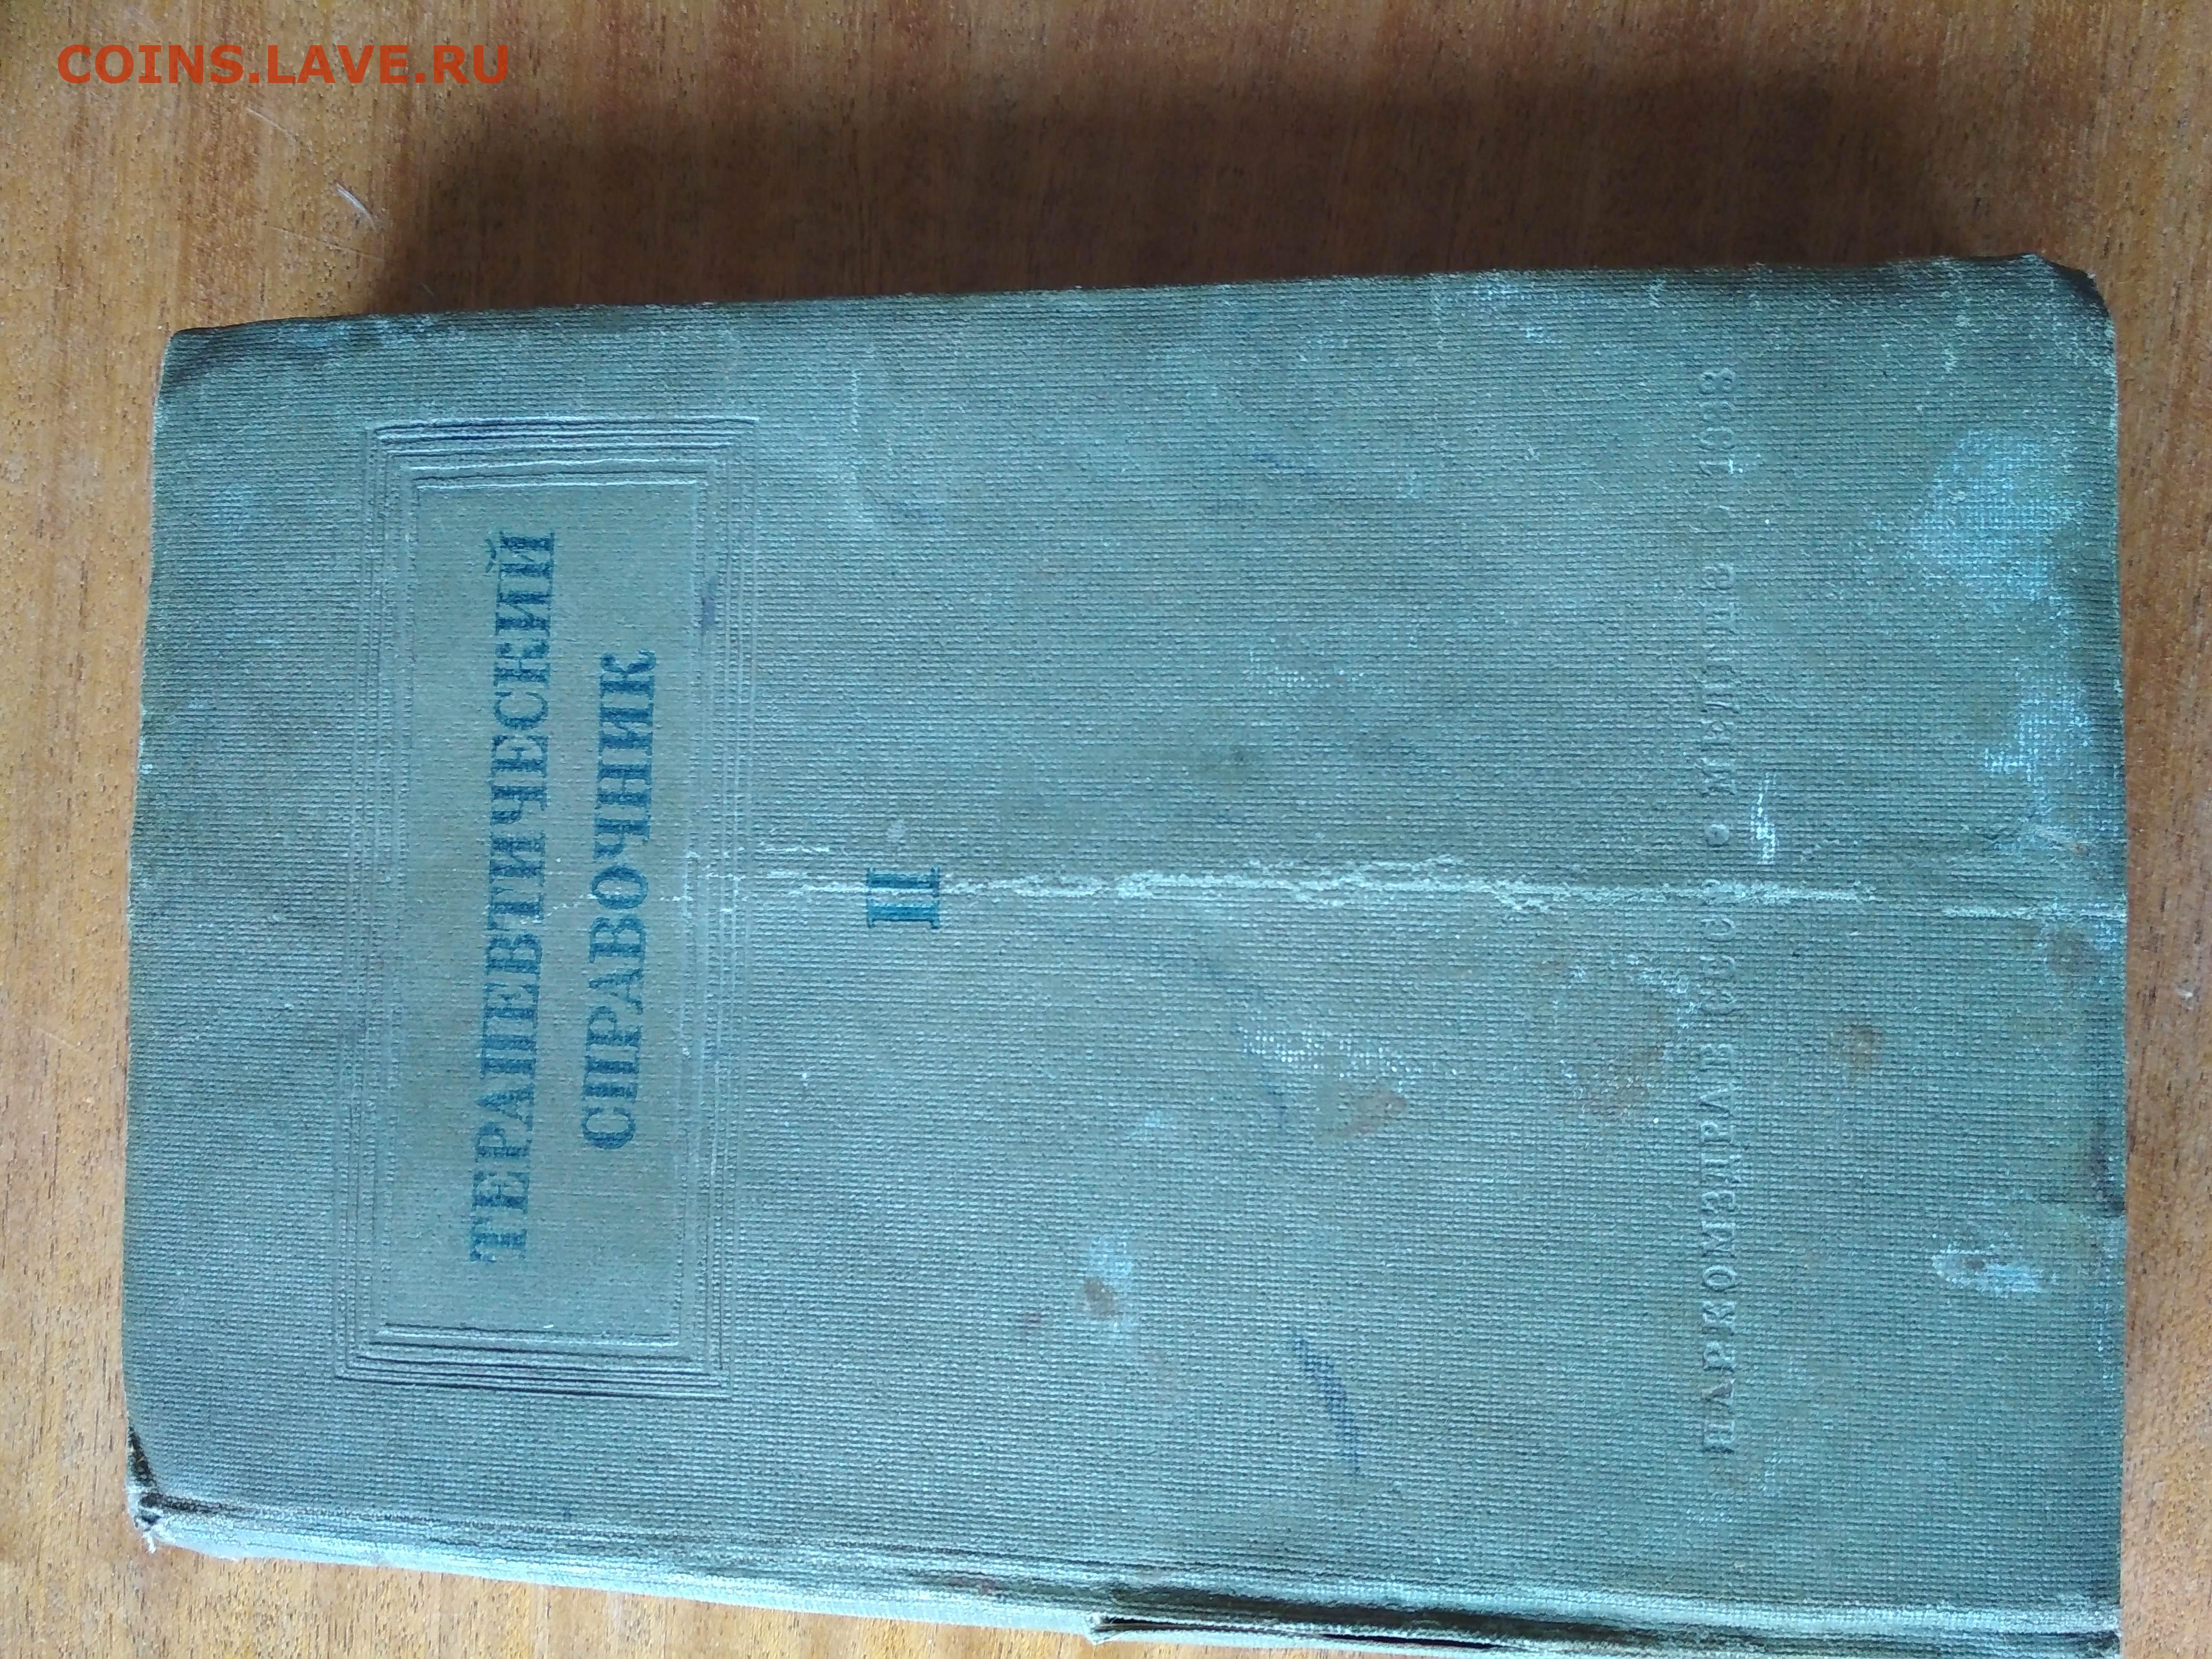 COINS.LAVE.RU
ТЕРАПЕВТИЧЕСКИЙ
СПРАВОЧНИК
II
НАРКОМЗДРАВ СССР • МЕДГИЗ • 1938